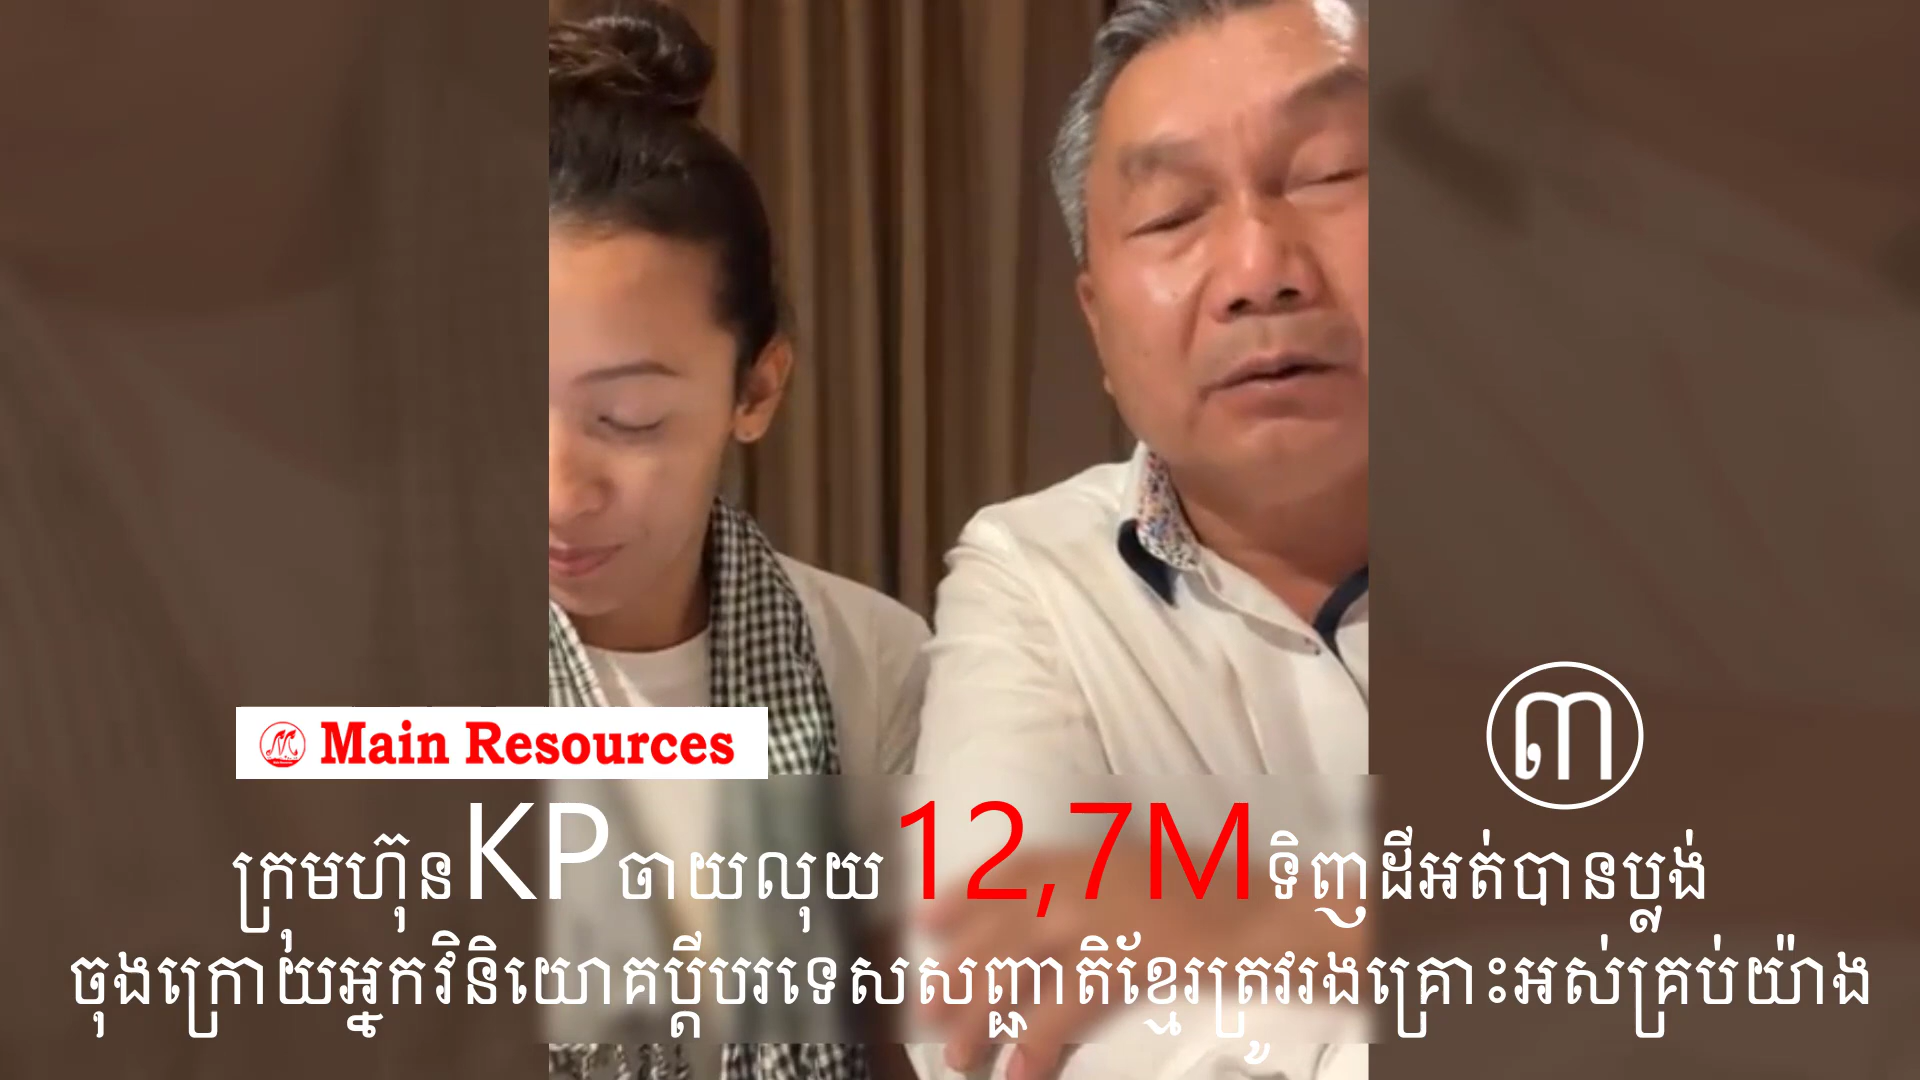 Main Resources
៣
ក្រុមហ៊ុនKPចាយលុយ12,7Mទិញដីអត់បានប្លង់
ចុងក្រោយអ្នកវិនិយោគប្តីបរទេសសញ្ជាតិខ្មែរត្រូវរងគ្រោះអស់គ្រប់យ៉ាង